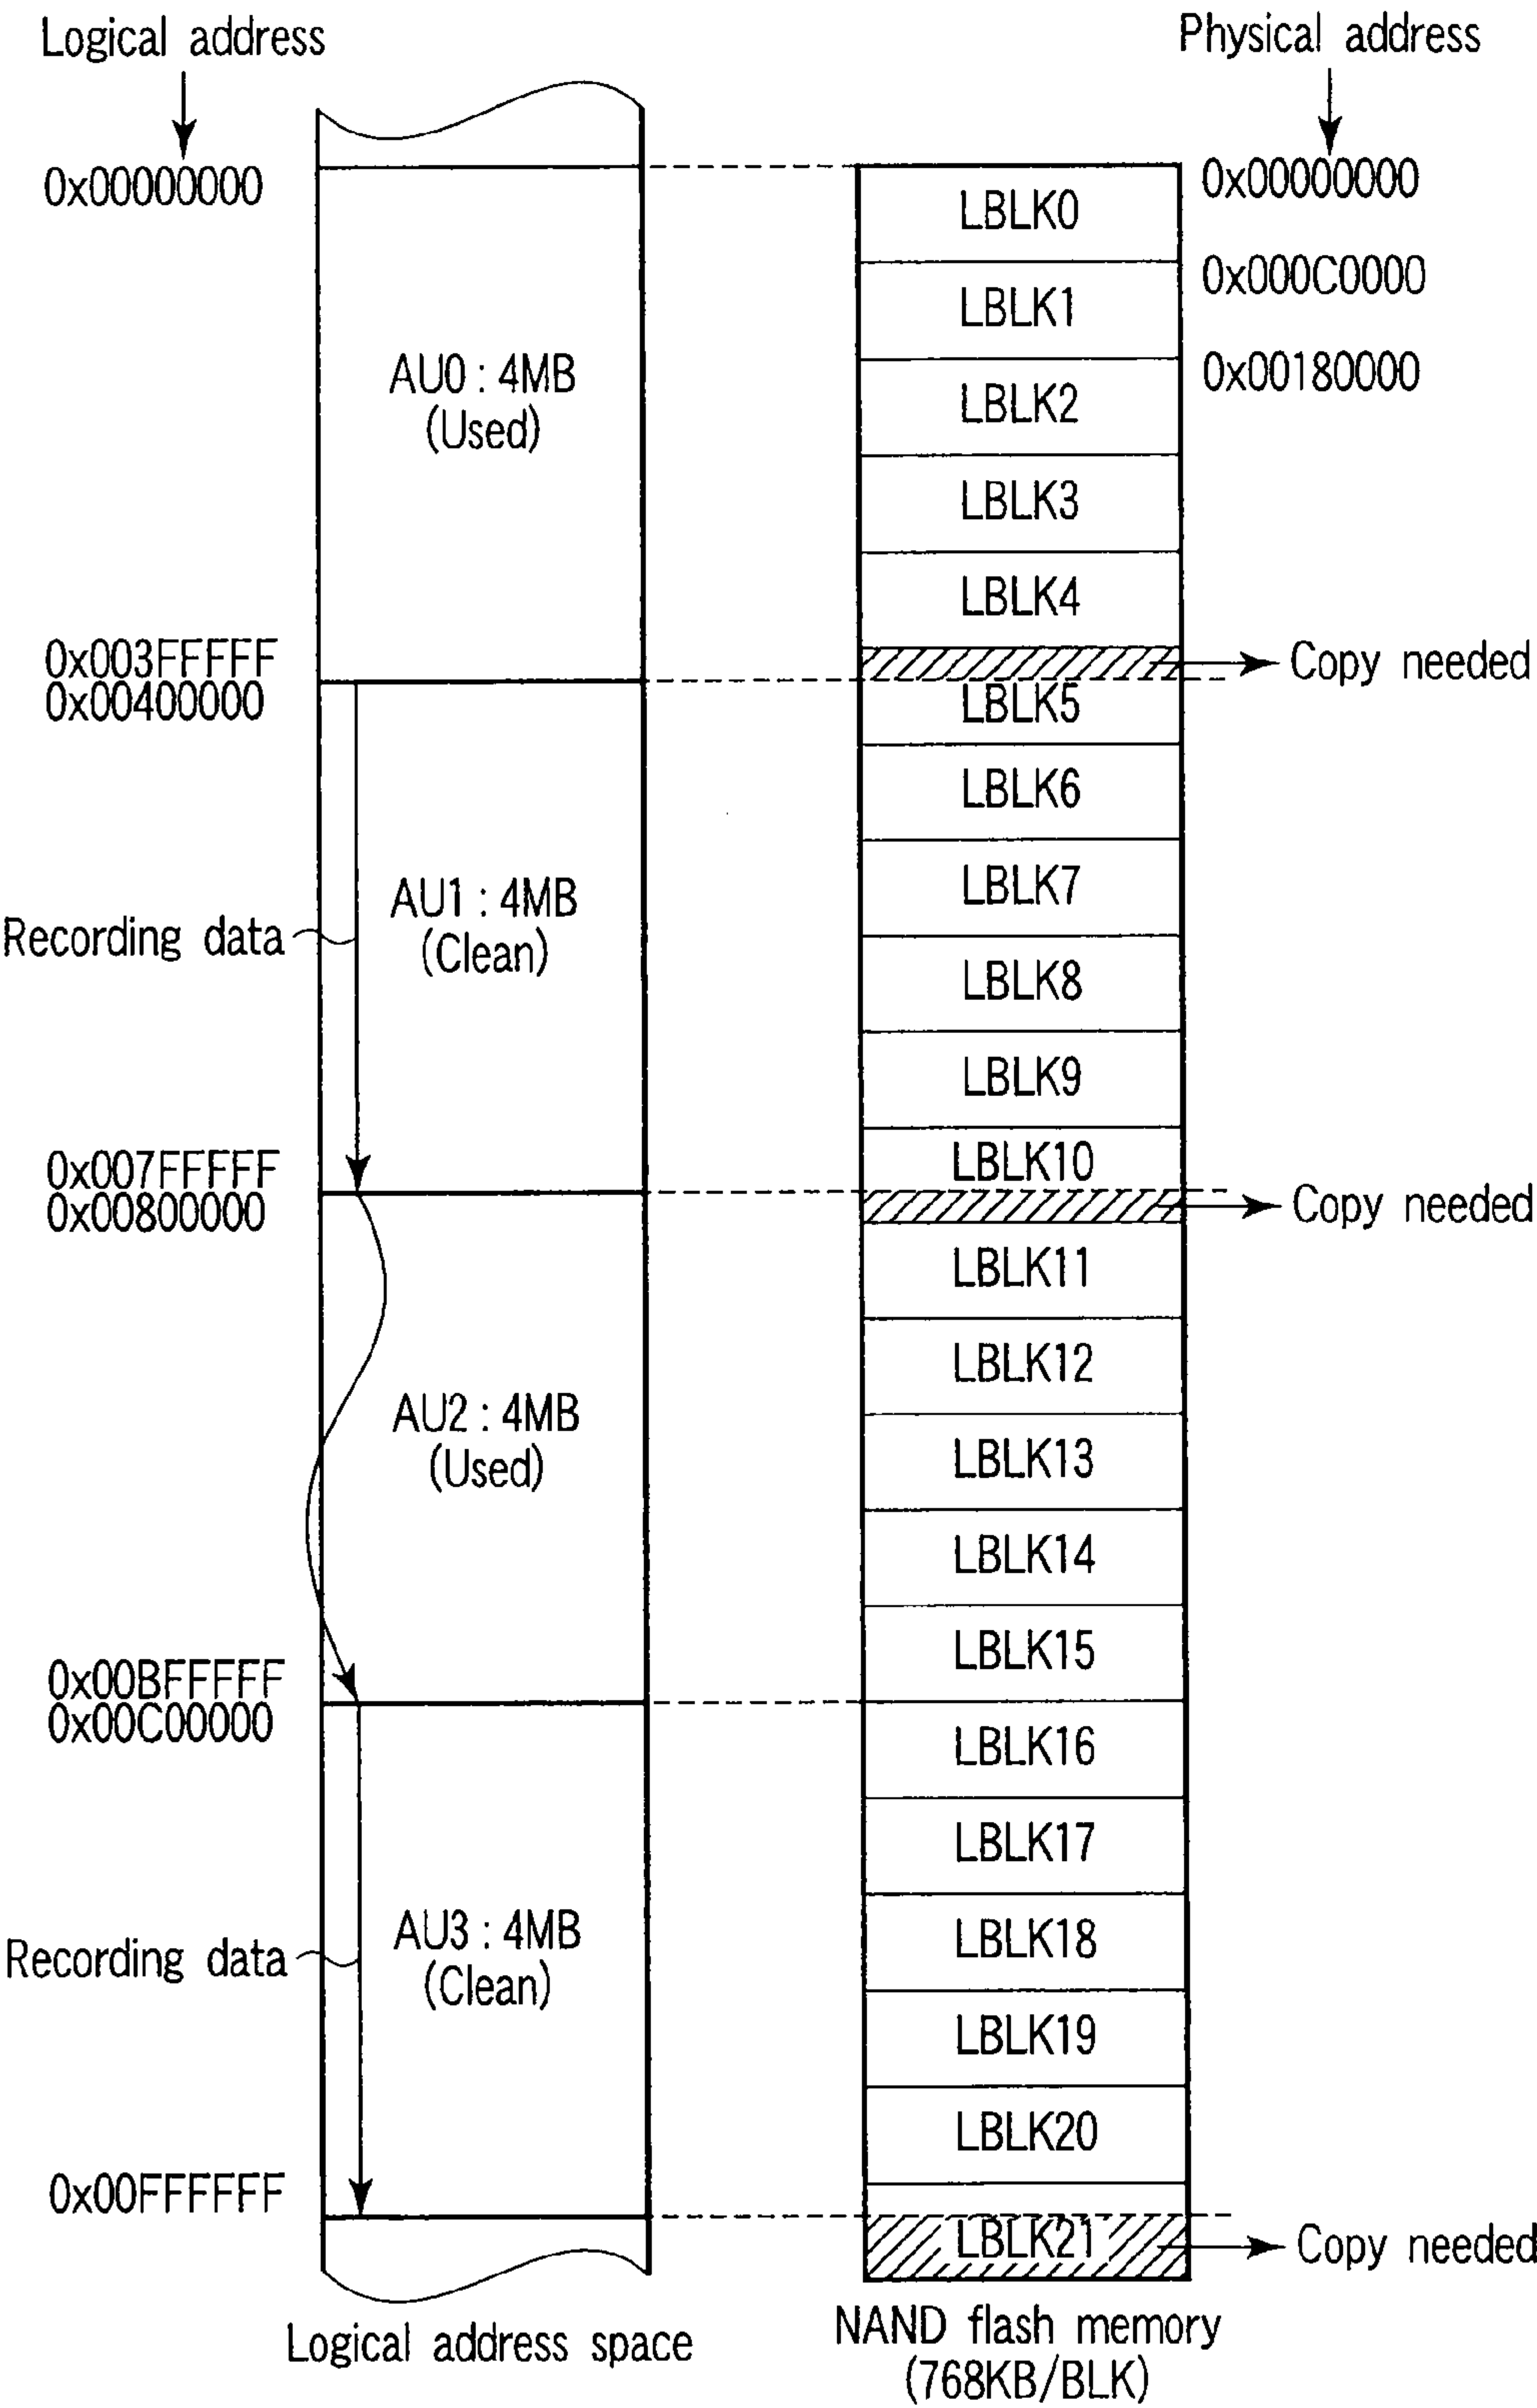 Logical address
Physical address
0x00000000
0x00000000
LBLK0
0x000C0000
LBLK1
0x00180000
AU0 : 4MB
(Used)
LBLK2
LBLK3
LBLK4
0x003FFFFF
Copy needed
0x00400000
LBLK5
LBLK6
AU1 : 4MB
(Clean)
LBLK7
Recording data
LBLK8
LBLK9
0x007FFFFF
LBLK10
0x00800000
Copy needed
LBLK11
LBLK12
AU2 : 4MB
(Used)
LBLK13
LBLK14
LBLK15
0x00BFFFFF
0x00C00000
LBLK16
LBLK17
AU3 : 4MB
(Clean)
LBLK18
Recording data
LBLK19
LBLK20
0x00FFFFFF
LBLK21
Copy needed
Logical address space
NAND flash memory
(768KB/BLK)